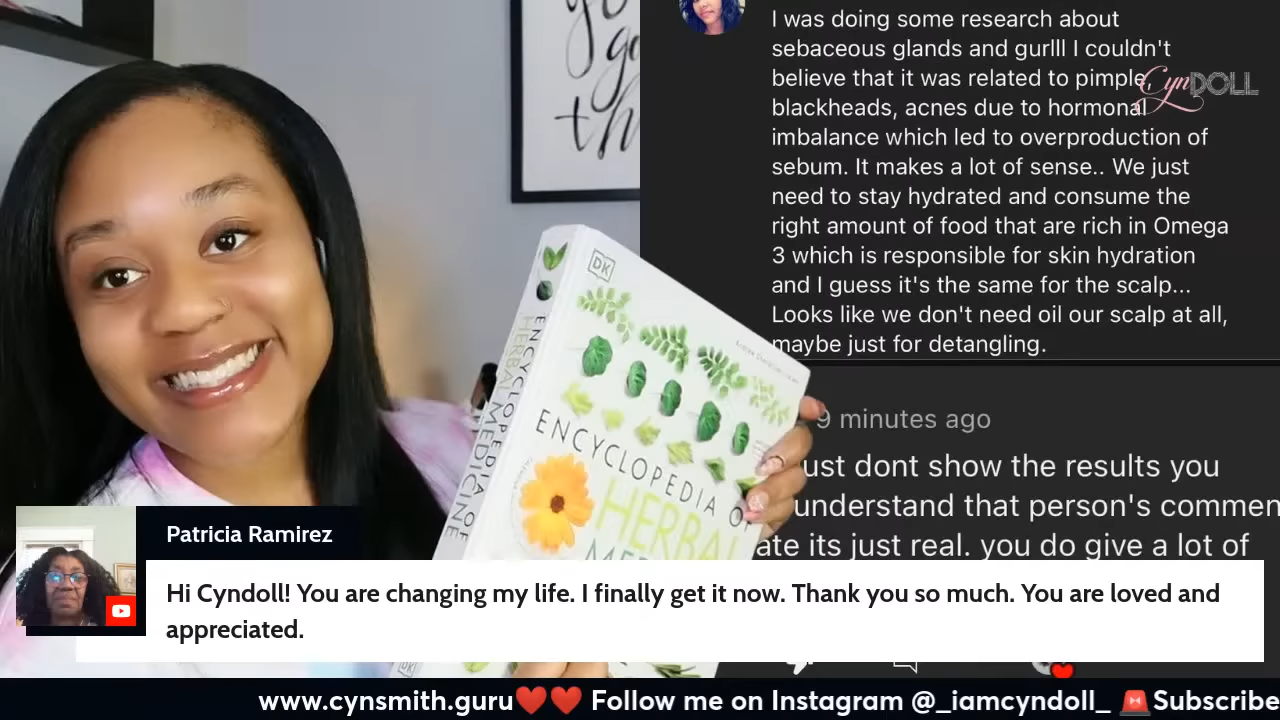 I was doing some research about
sebaceous glands and gurlll I couldn't
believe that it was related to pimple
blackheads, acnes due to hormonal
imbalance which led to overproduction of
sebum. It makes a lot of sense.. We just
need to stay hydrated and consume the
right amount of food that are rich in Omega
3 which is responsible for skin hydration
and I guess it's the same for the scalp...
Looks like we don't need oil our scalp at all,
maybe just for detangling.
CynDOLL
9 minutes ago
ust dont show the results you
understand that person's commen
ate its just real. you do give a lot of
DK
ENCYCLOPEDIA OF
HERBA
ENCYCLOPEDIA OF
HERBAL MEDICINE
DK
Patricia Ramirez
Hi Cyndoll! You are changing my life. I finally get it now. Thank you so much. You are loved and
appreciated.
www.cynsmith.guru❤️❤️ Follow me on Instagram @_iamcyndoll_ 🚨Subscribe